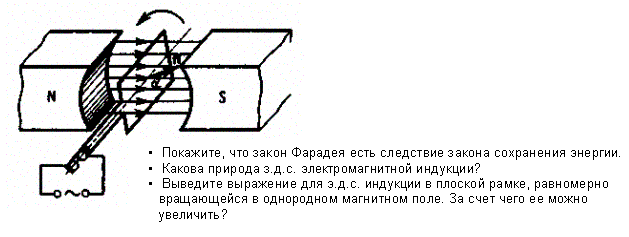 N
n
α
S
• Покажите, что закон Фарадея есть следствие закона сохранения энергии.
• Какова природа з.д.с. электромагнитной индукции?
• Выведите выражение для э.д.с. индукции в плоской рамке, равномерно
вращающейся в однородном магнитном поле. За счет чего ее можно
увеличить?